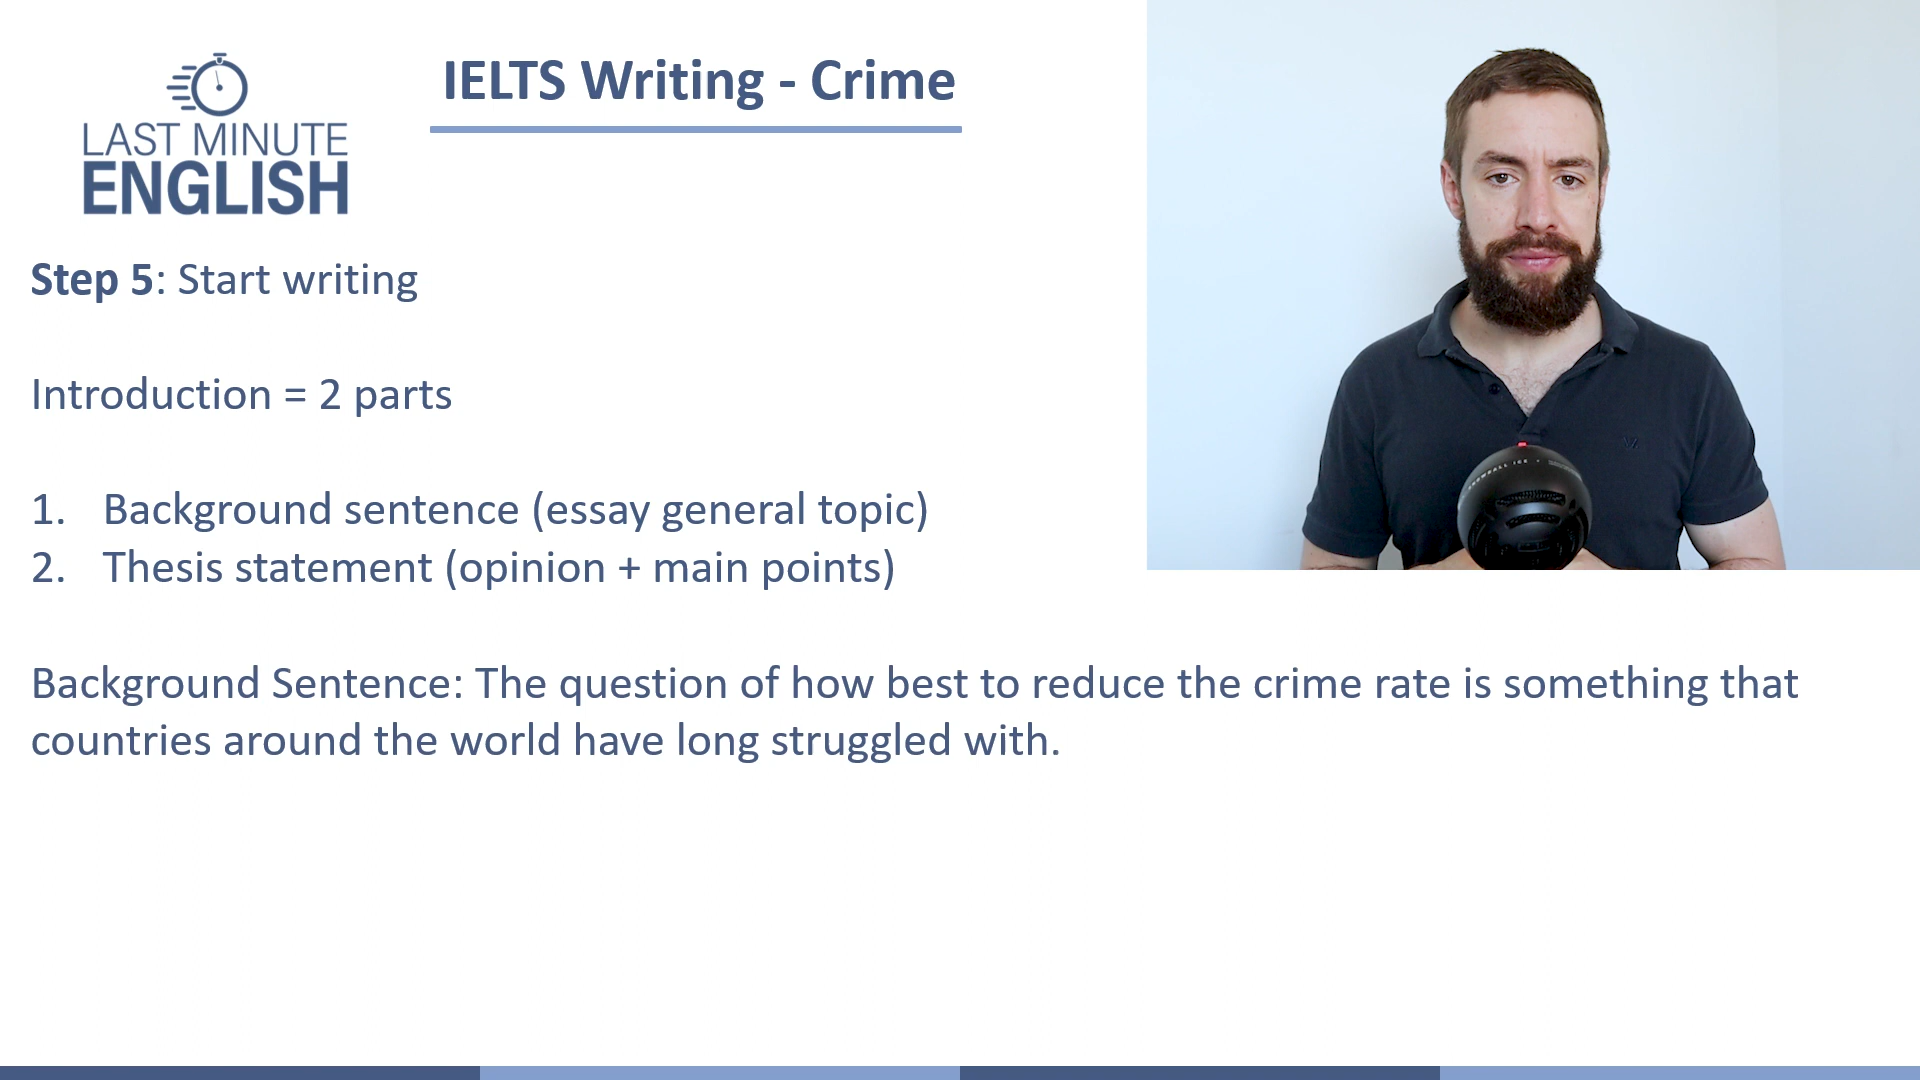 LAST MINUTE
ENGLISH
IELTS Writing - Crime
Step 5: Start writing
Introduction = 2 parts
1. Background sentence (essay general topic)
2. Thesis statement (opinion + main points)
Background Sentence: The question of how best to reduce the crime rate is something that
countries around the world have long struggled with.